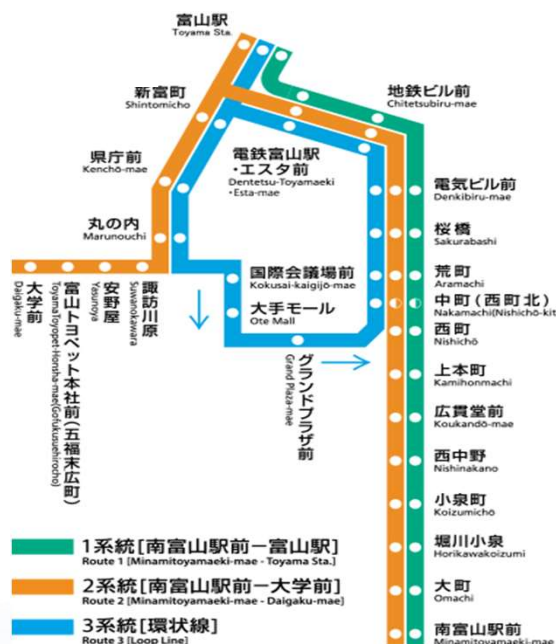 富山駅
Toyama Sta.
新富町
Shintomicho
地鉄ビル前
Chitetsubiru-mae
県庁前
Kenchō-mae
電鉄富山駅
・エスタ前
Dentetsu-Toyamaeki
・Esta-mae
電気ビル前
Denkibiru-mae
丸の内
Marunouchi
桜橋
Sakurabashi
国際会議場前
Kokusai-kaigijō-mae
荒町
Aramachi
大手モール
Ote Mall
中町(西町北)
Nakamachi(Nishichō-kit
西町
Nishichō
大学前
Daigaku-mae
富山トヨペット本社前(五福末広町)
ToyamaToyopet-Honsha-mae(Gofukusuehirocho)
安野屋
Yasunoya
諏訪川原
Suwanokawara
グランドプラザ前
Grand Plaza-mae
上本町
Kamihonmachi
広貫堂前
Koukandō-mae
西中野
Nishinakano
小泉町
Koizumichō
堀川小泉
Horikawakoizumi
大町
Omachi
南富山駅前
Minamitoyamaeki-mae
1系統[南富山駅前ー富山駅]
Route 1 [Minamitoyamaeki-mae - Toyama Sta.]
2系統[南富山駅前ー大学前]
Route 2 [Minamitoyamaeki-mae - Daigaku-mae]
3系統[環状線]
Route 3 [Loop Line]